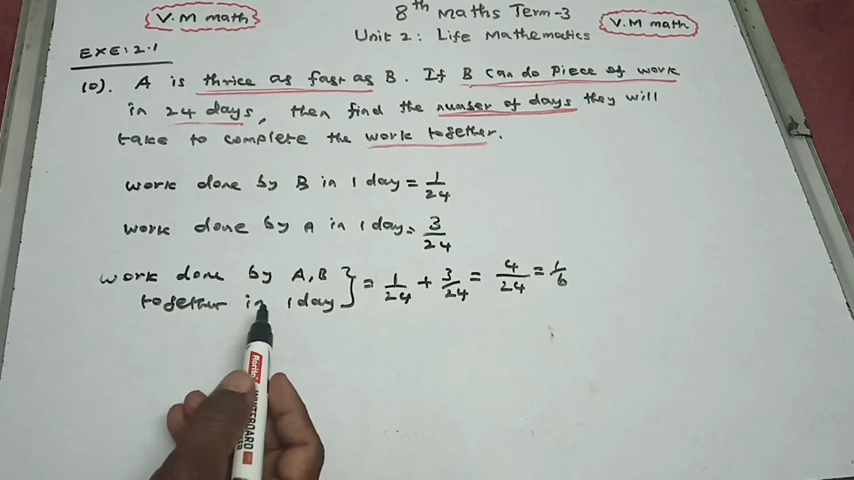 V.M math
8th Maths Term-3
Unit 2: Life Mathematics
V.M math
EXE: 2.1
10). A is thrice as fast as B. If B can do piece of work
in 24 days, then find the number of days they will
take to complete the work together.
work done by B in 1 day = 1/24
work done by A in 1 day = 3/24
work done by A, B
together in 1 day } = 1/24 + 3/24 = 4/24 = 1/6